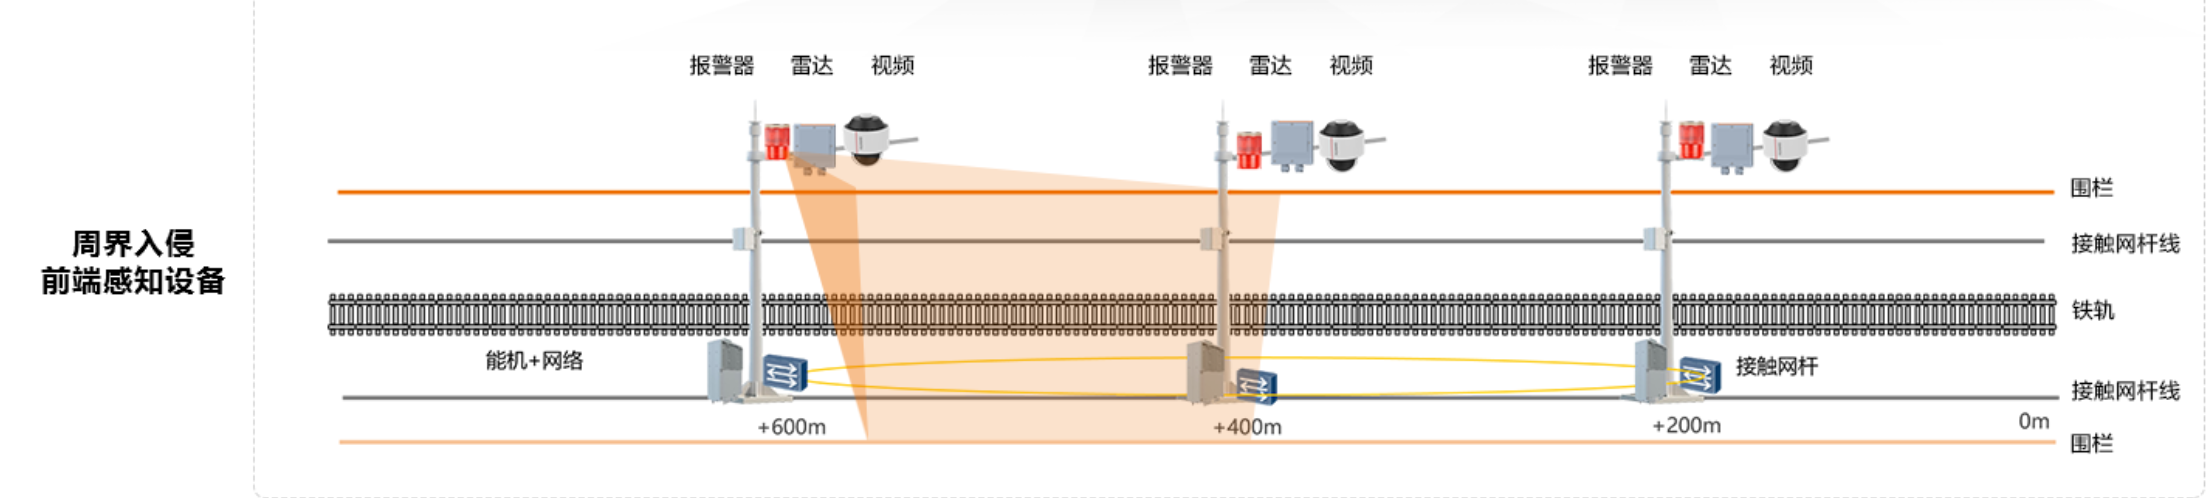 报警器 雷达 视频
报警器 雷达 视频
报警器 雷达 视频
围栏
周界入侵
前端感知设备
接触网杆线
铁轨
能机+网络
接触网杆
接触网杆线
+600m
+400m
+200m
0m
围栏